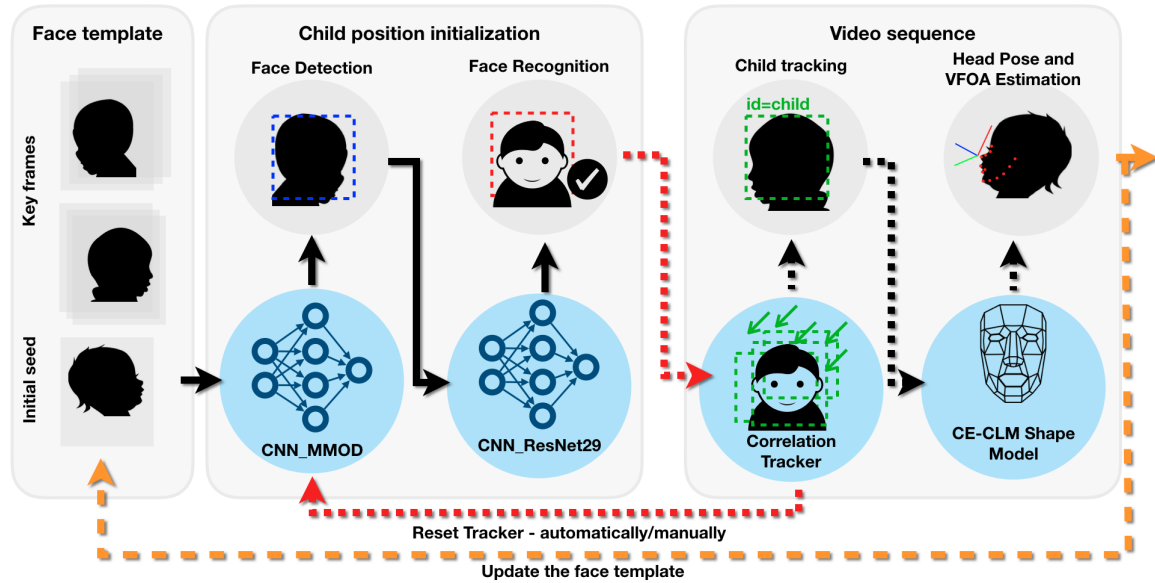 Face template
Key frames
Initial seed
Child position initialization
Face Detection
Face Recognition
CNN_MMOD
CNN_ResNet29
Video sequence
Child tracking
id=child
Head Pose and
VFOA Estimation
Correlation
Tracker
CE-CLM Shape
Model
Reset Tracker - automatically/manually
Update the face template